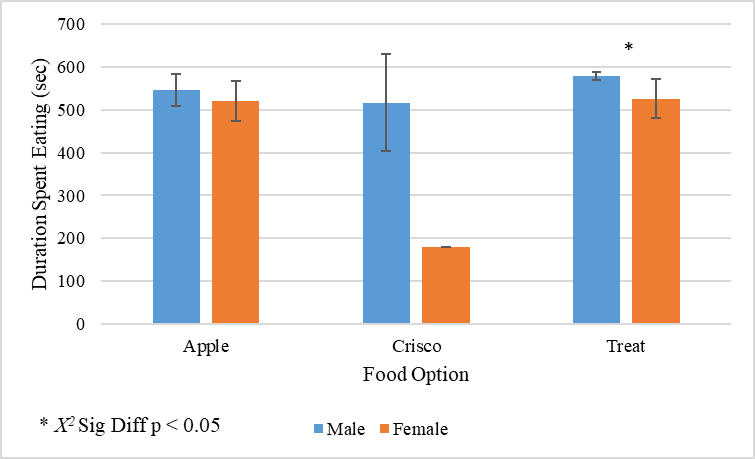 700
600
500
400
300
200
100
0
Duration Spent Eating (sec)
*
Apple Crisco Treat
Food Option
* X² Sig Diff p < 0.05
Male Female